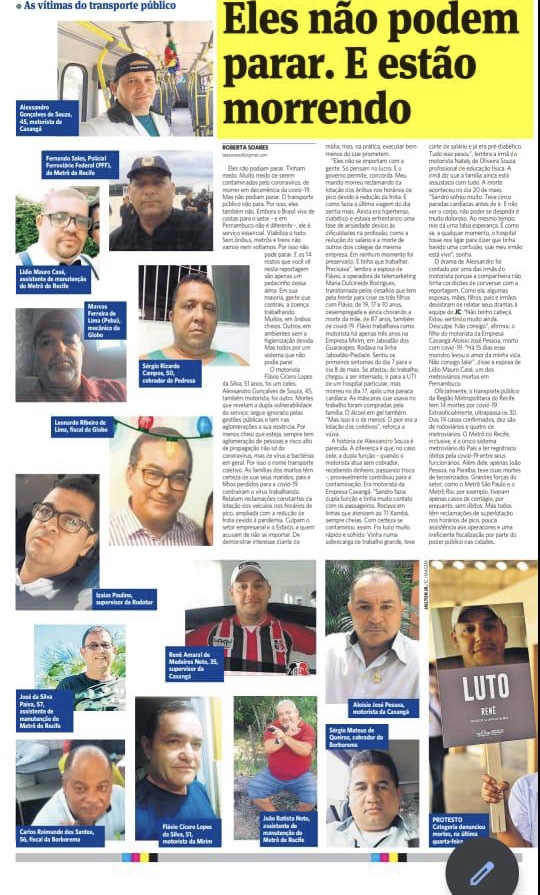 • As vítimas do transporte público
Eles não podem
parar. E estão
morrendo
Alessandro
Gonçalves de Souza,
45, motorista da
Caxangá
Fernando Sales, Policial
Ferroviário Federal (PFF),
do Metrô do Recife
Lídio Mauro Casé,
assistente de manutenção
do Metrô do Recife
Marcos
Ferreira de
Lima (Peba),
mecânico da
Globo
Sérgio Ricardo
Campos, 50,
cobrador da Pedrosa
Leonardo Ribeiro de
Lima, fiscal da Globo
Izaias Paulino,
supervisor da Rodotur
ROBERTA SOARES
Eles não podiam parar. Tinham
medo. Muito medo de serem
contaminados pelo coronavírus, de
morrer em decorrência da covid-19.
Mas não podiam parar. O transporte
público não para. Por isso, eles
também não. Embora o Brasil viva de
costas para o setor - e em
Pernambuco não é diferente -, ele é
serviço essencial. Viabiliza o todo.
Sem ônibus, metrôs e trens não
vamos nem voltamos. Por isso não
pode parar. E os 14
rostos que você vê
nesta reportagem
são apenas um
pedacinho dessa
alma. Em sua
maioria, gente que
contraiu a doença
trabalhando.
Muitos, em ônibus
cheios. Outros, em
ambientes sem a
higienização devida.
Mas todos por um
sistema que não
podia parar.
O motorista
Flávio Cícero Lopes
da Silva, 51 anos, foi um deles.
Alexsandro Gonçalves de Souza, 45,
também motorista, foi outro. Mortes
que revelam a dupla vulnerabilidade
do serviço: segue ignorado pelas
gestões públicas e tem nas
aglomerações a sua essência. Por
menos cheio que esteja, sempre tem
aglomeração de pessoas e risco alto
de propagação não só do
coronavírus, mas de vírus e bactérias
em geral. Por isso o nome transporte
coletivo. As famílias dos mortos têm
certeza de que seus maridos, pais e
filhos perdidos para a covid-19
contraíram o vírus trabalhando.
Relatam reclamações constantes da
lotação dos veículos nos horários de
pico, ampliada com a redução de
frota devido à pandemia. Culpam o
setor empresarial e o Estado, a quem
acusam de não se importar. De
demonstrar interesse diante da
mídia, mas, na prática, executar bem
menos do que prometem.
"Eles não se importam com a
gente. Só pensam no lucro. E o
governo permite, concorda. Meu
marido morreu reclamando da
lotação dos ônibus nos horários de
pico devido à redução da frota. E
como fazia a última viagem do dia
sentia mais. Ainda era hipertenso,
diabético e estava enfrentando uma
fase de ansiedade devido às
dificuldades na profissão, como a
redução do salário e a morte de
outros dois colegas da mesma
empresa. Em nenhum momento foi
preservado. E tinha que trabalhar.
Precisava", lembra a esposa de
Flávio, a operadora de telemarketing
Maria Dulcineide Rodrigues,
transtornada pelos desafios que tem
pela frente para criar os três filhos
com Flávio, de 19, 17 e 10 anos,
desempregada e ainda chorando a
morte da mãe, de 87 anos, também
de covid-19. Flávio trabalhava como
motorista há apenas três anos na
Empresa Mirim, em Jaboatão dos
Guararapes. Rodava na linha
Jaboatão-Piedade. Sentiu os
primeiros sintomas do dia 7 para o
dia 8 de maio. Se afastou do trabalho,
chegou a ser internado, ir para a UTI
de um hospital particular, mas
morreu no dia 17, após uma parada
cardíaca. As máscaras que usava no
trabalho foram compradas pela
família. O álcool em gel também.
"Mas isso é o de menos. O pior era a
lotação dos coletivos", reforça a
viúva.
A história de Alexsandro Souza é
parecida. A diferença é que, no caso
dele, a dupla função - quando o
motorista atua sem cobrador,
recebendo dinheiro, passando troco
-, provavelmente contribuiu para a
contaminação. Era motorista da
Empresa Caxangá. "Sandro fazia
dupla função e tinha muito contato
com os passageiros. Rodava em
linhas que atendem ao TI Xambá,
sempre cheias. Com certeza se
contaminou assim. Foi tudo muito
rápido e sofrido. Vinha numa
sobrecarga de trabalho grande, teve
corte de salário e já era pré-diabético.
Tudo isso pesou", lembra a irmã do
motorista Nataly de Oliveira Souza,
profissional de educação física. A
irmã diz que a família ainda está
assustada com tudo. A morte
aconteceu no dia 20 de maio.
"Sandro sofreu muito. Teve cinco
paradas cardíacas antes de ir. E não
ver o corpo, não poder se despedir é
muito doloroso. Ao mesmo tempo,
nos dá uma falsa esperança. É como
se, a qualquer momento, o hospital
fosse nos ligar para dizer que tinha
havido uma confusão, que meu irmão
está vivo", sonha.
O drama de Alexsandro foi
contado por uma das irmãs do
motorista porque a companheira não
tinha condições de conversar com a
reportagem. Como ela, algumas
esposas, mães, filhos, pais e irmãos
desistiram de relatar seus dramas à
equipe do JC. "Não tenho cabeça.
Estou sentindo muito ainda.
Desculpe. Não consigo", afirmou o
filho do motorista da Empresa
Caxangá Aloísio José Pessoa, morto
com covid-19. "Há 15 dias esse
monstro levou o amor da minha vida.
Não consigo falar", disse a esposa de
Lídio Mauro Casé, um dos
metroviários mortos em
Pernambuco.
Oficialmente, o transporte público
da Região Metropolitana do Recife
tem 14 mortes por covid-19.
Extraoficialmente, ultrapassa os 30.
Das 14 casos confirmados, dez são
de rodoviários e quatro de
metroviários. O Metrô do Recife,
inclusive, é o único sistema
metroviário do País a ter registrado
óbitos pela covid-19 entre seus
funcionários. Além dele, apenas João
Pessoa, na Paraíba, teve duas mortes
de terceirizados. Grandes forças do
setor, como o Metrô São Paulo e o
Metrô Rio, por exemplo, tiveram
apenas casos de contágio, por
enquanto, sem óbitos. Mas todos
têm reclamações de superlotação
nos horários de pico, pouca
assistência aos operadores e uma
ineficiente fiscalização por parte do
poder público nas cidades.
José da Silva
Paiva, 57,
assistente de
manutenção do
Metrô do Recife
Renê Amaral de
Medeiros Neto, 35,
supervisor da
Caxangá
Aloísio José Pessoa,
motorista da Caxangá
Carlos Raimundo dos Santos,
56, fiscal da Borborema
Flávio Cícero Lopes
da Silva, 51,
motorista da Mirim
João Batista Neto,
assistente de
manutenção do
Metrô do Recife
Sérgio Mateus de
Queiroz, cobrador da
Borborema
LUTO
RENÊ
PROTESTO
Categoria denunciou
mortes, na última
quarta-feira